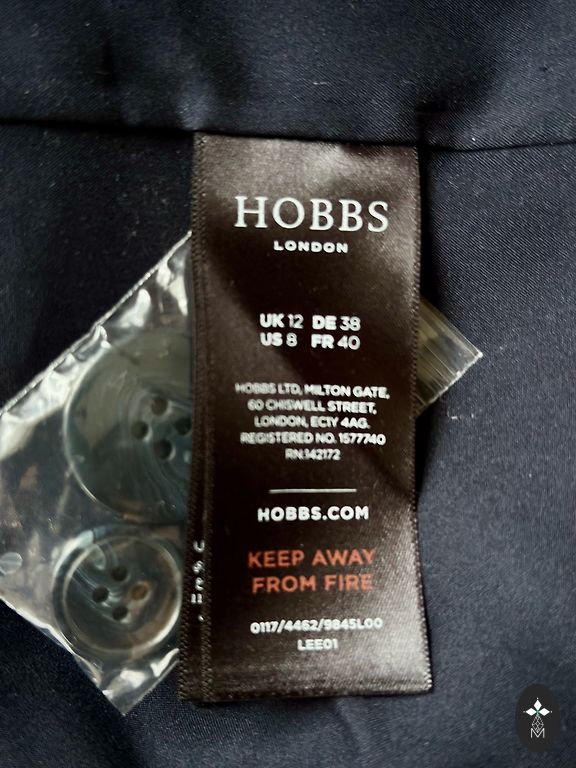 HOBBS
LONDON
UK 12 DE 38
US 8 FR 40
HOBBS LTD, MILTON GATE,
60 CHISWELL STREET,
LONDON, EC1Y 4AG.
REGISTERED NO. 1577740
RN:142172
HOBBS.COM
KEEP AWAY
FROM FIRE
0117/4462/9845L00
LEE01
M